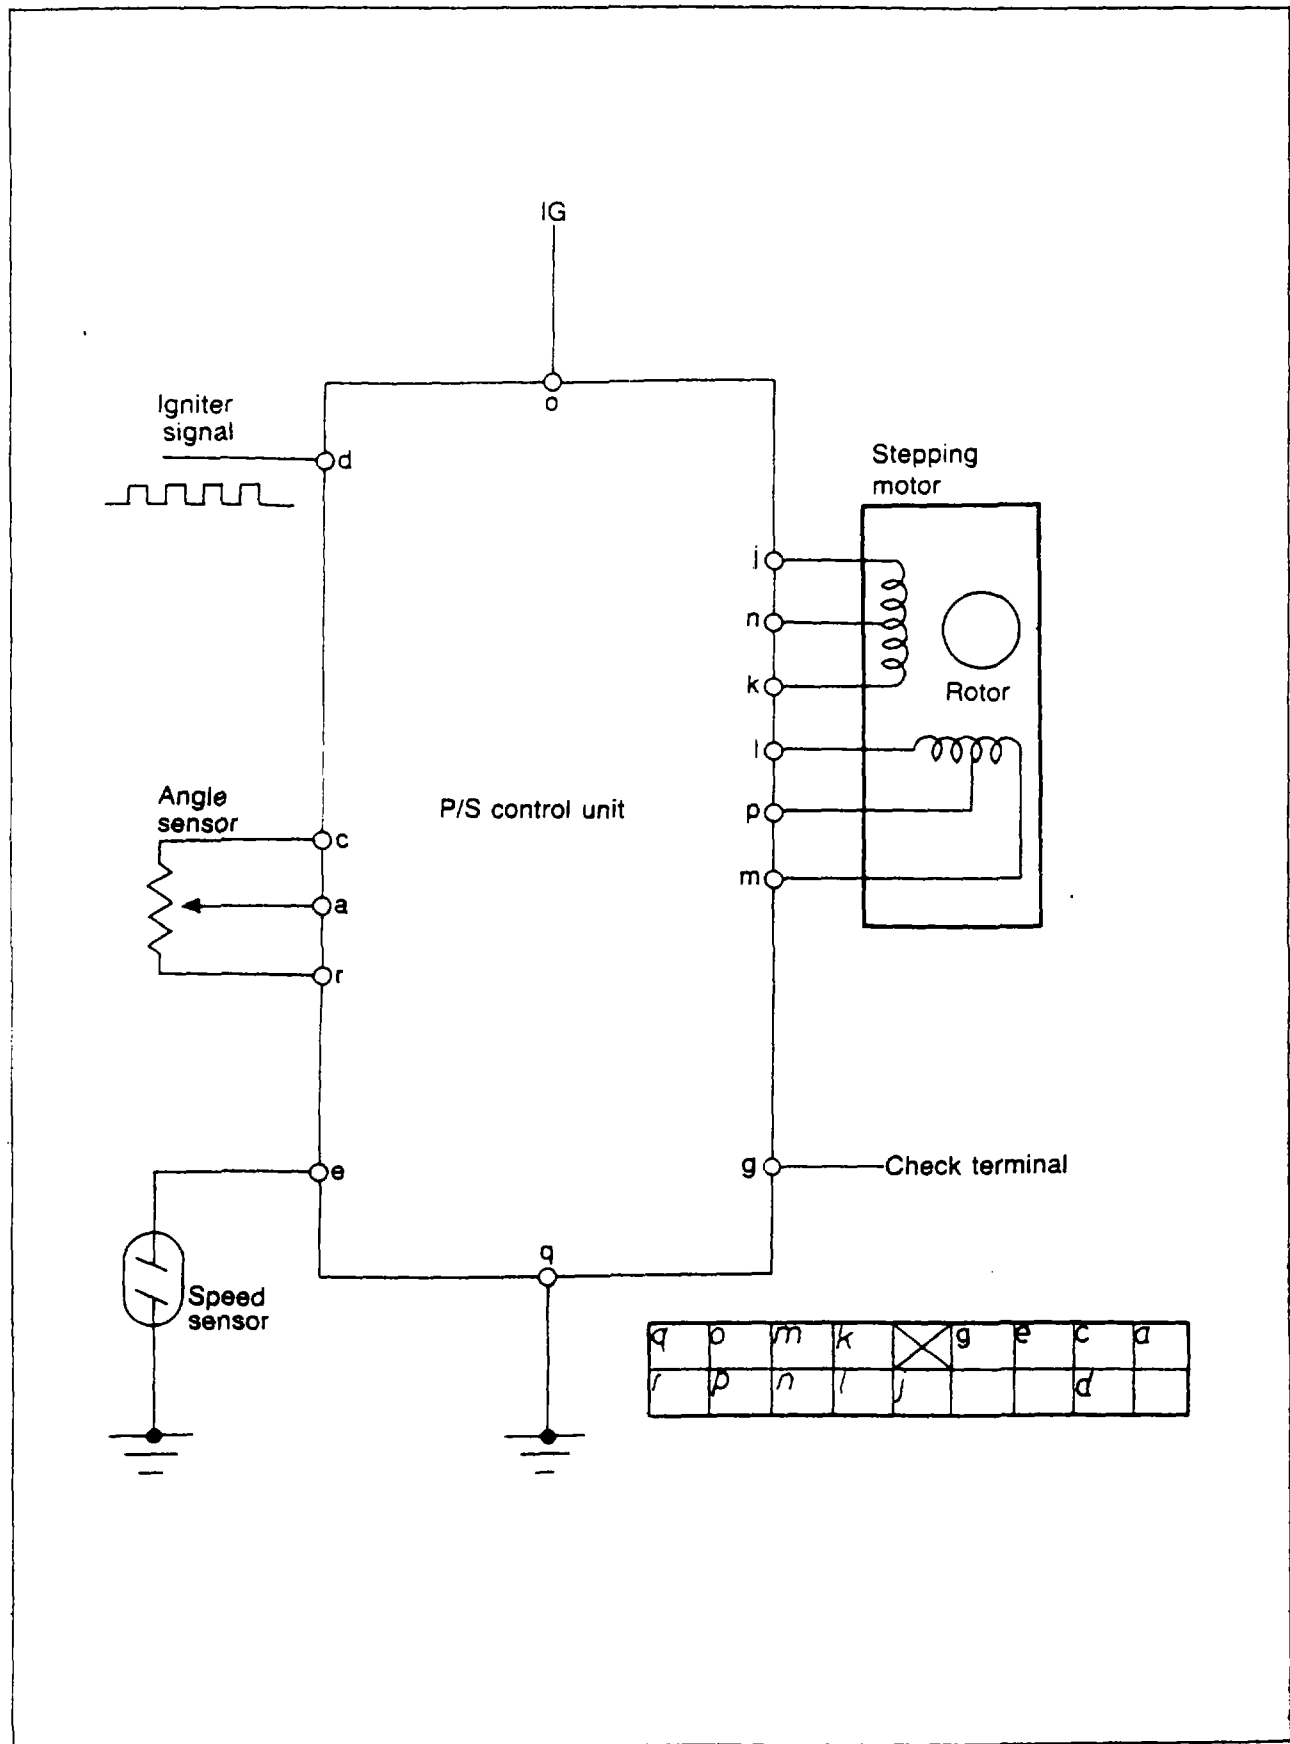 IG
o
Igniter
signal
d
Stepping
motor
j
n
k
Rotor
l
p
m
Angle
sensor
c
a
r
P/S control unit
e
g
Check terminal
q
Speed
sensor
q o m k g e c a
r p n l j d